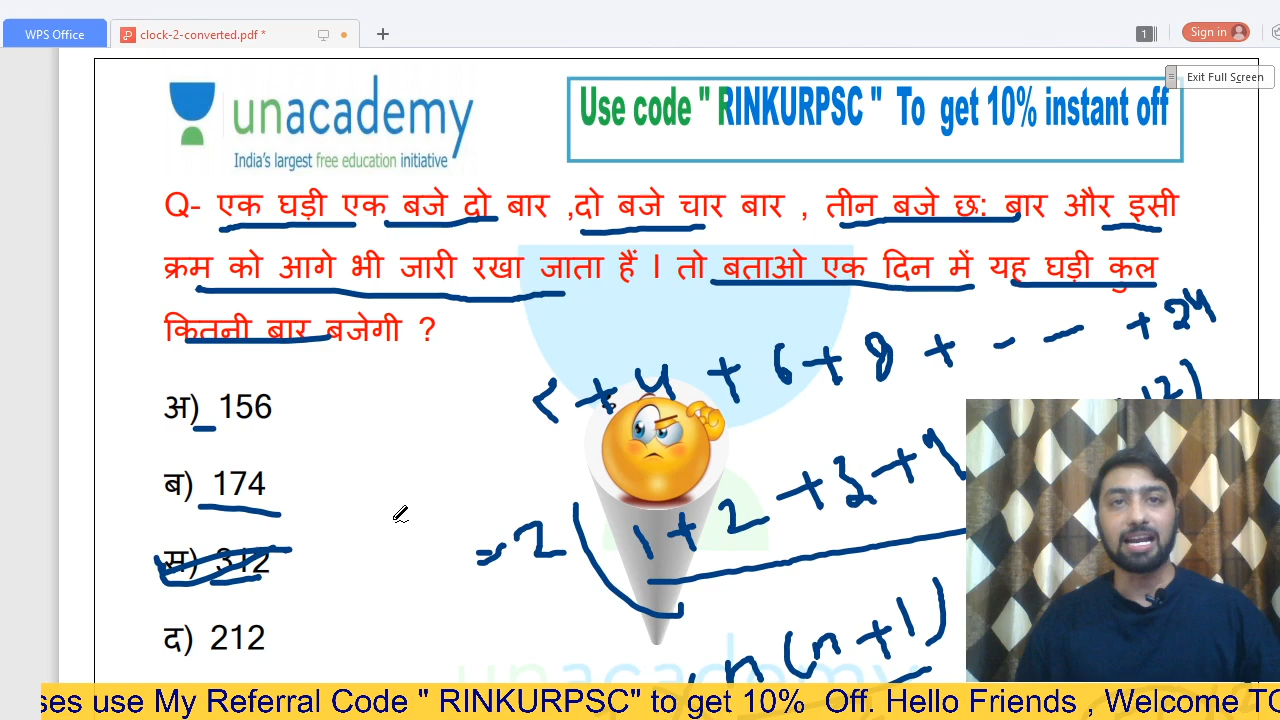 WPS Office
clock-2-converted.pdf *
+
1
Sign in
Exit Full Screen
unacademy
India's largest free education initiative
Use code " RINKURPSC " To get 10% instant off
Q- एक घड़ी एक बजे दो बार ,दो बजे चार बार , तीन बजे छ: बार और इसी
क्रम को आगे भी जारी रखा जाता हैं । तो बताओ एक दिन में यह घड़ी कुल
कितनी बार बजेगी ?
2 + 4 + 6 + 8 + - - + 24
अ) 156
12)
ब) 174
= 2 ( 1 + 2 + 3 + 4
स) 312
द) 212
n (n + 1)
unacademy
ses use My Referral Code " RINKURPSC" to get 10% Off. Hello Friends , Welcome TO